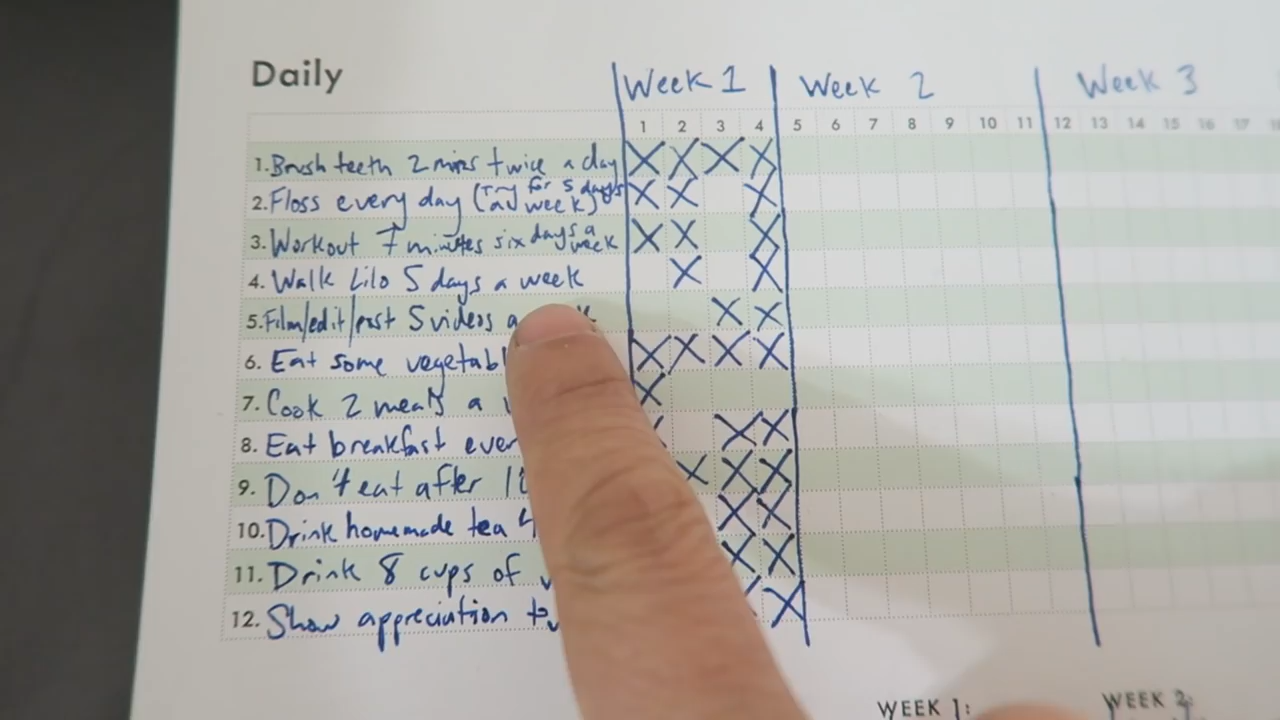 Daily
Week 1 Week 2 Week 3
1 2 3 4 5 6 7 8 9 10 11 12 13 14 15 16 17
1. Brush teeth 2 mins twice a day X X X X
2. Floss every day (Try for 5 days a week) X X X
3. Workout 7 minutes six days a week X X X
4. Walk Lilo 5 days a week X X
5. Film/edit/post 5 videos a X X
6. Eat some X X X X
7. Cook 2 meals a X
8. Eat breakfast X X
9. Don't eat after X X X
10. Drink homemade tea X X
11. Drink 8 cups of X X
12. Show appreciation X
WEEK 1: WEEK 2: